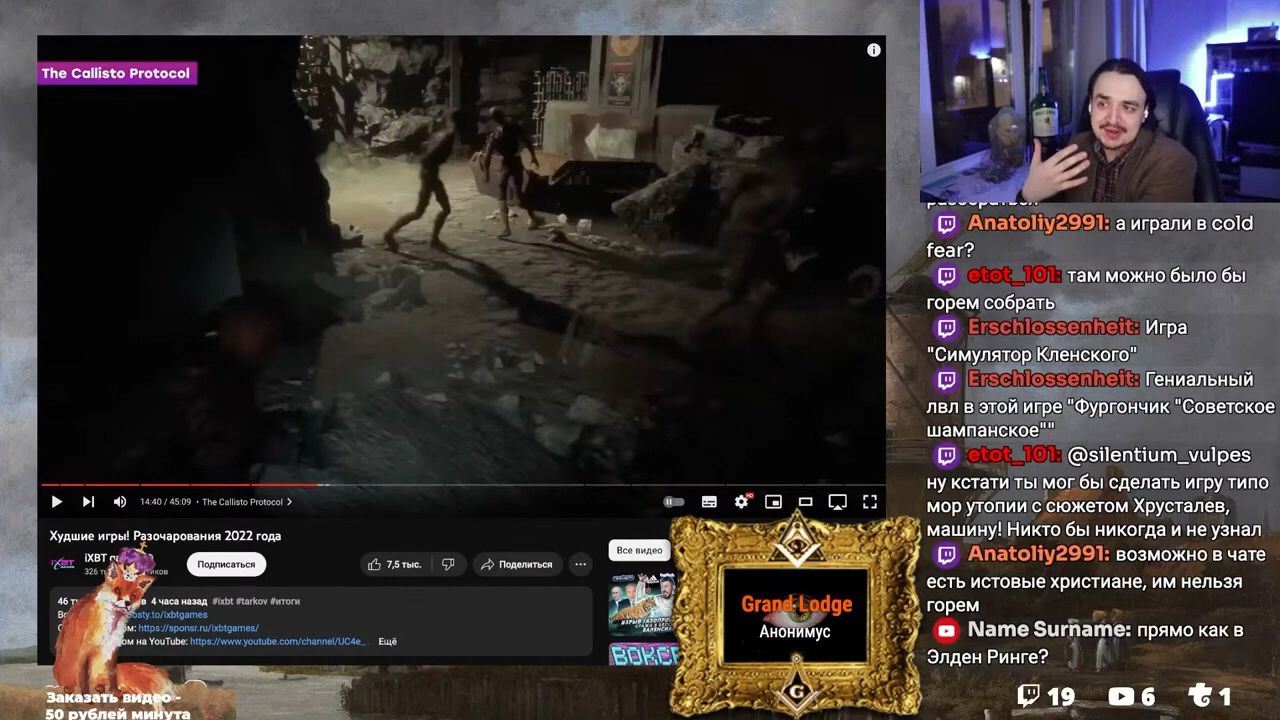 The Callisto Protocol
14:40 / 45:09 • The Callisto Protocol
HD
Худшие игры! Разочарования 2022 года
iXBT
326
Подписаться
7,5 тыс.
Поделиться
Все видео
4 часа назад #ixbt #tarkov #итоги
https://sponsr.ru/ixbtgames/
на YouTube: https://www.youtube.com/channel/UC4e_... Ещё
Заказать видео -
50 рублей минута
Grand Lodge
Анонимус
G
Anatoliy2991: а играли в cold
fear?
etot_101: там можно было бы
горем собрать
Erschlossenheit: Игра
"Симулятор Кленского"
Erschlossenheit: Гениальный
лвл в этой игре "Фургончик "Советское
шампанское""
etot_101: @silentium_vulpes
ну кстати ты мог бы сделать игру типо
мор утопии с сюжетом Хрусталев,
машину! Никто бы никогда и не узнал
Anatoliy2991: возможно в чате
есть истовые христиане, им нельзя
горем
Name Surname: прямо как в
Элден Ринге?
19 6 1